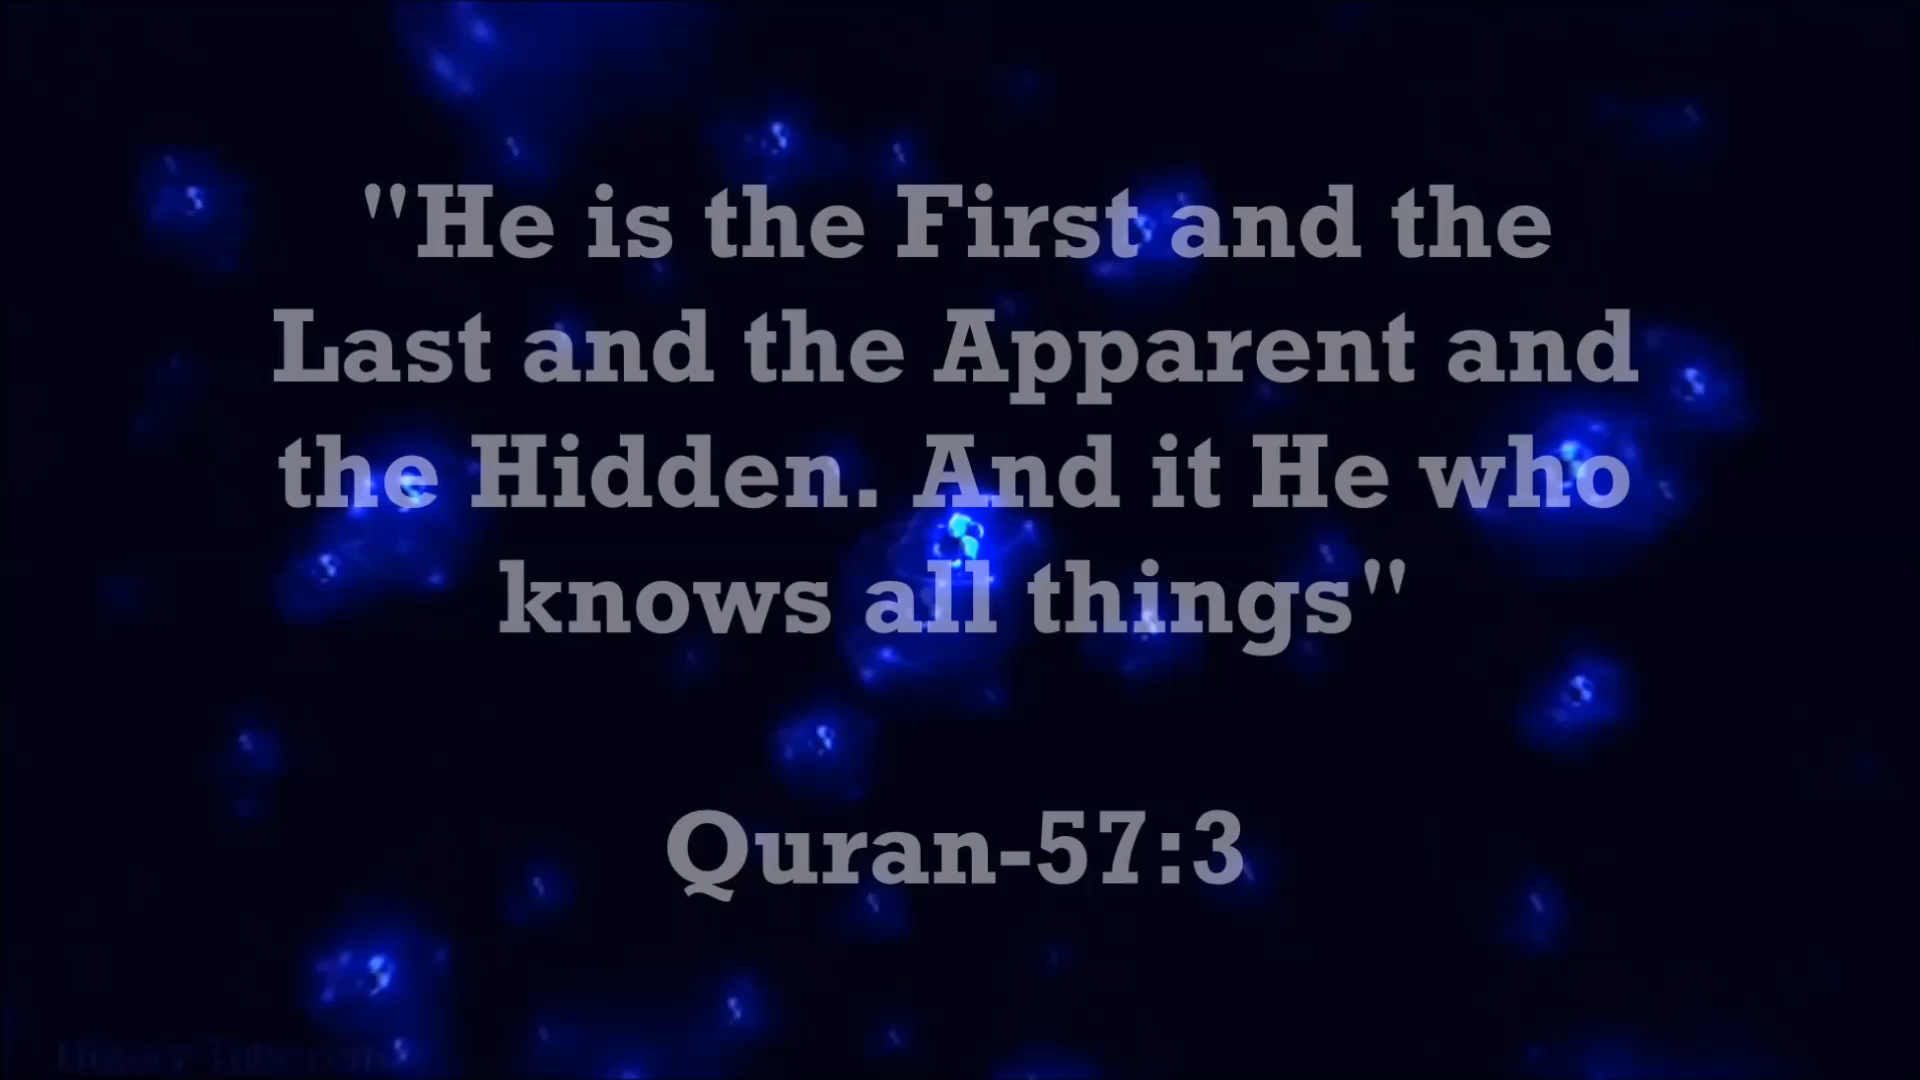 "He is the First and the
Last and the Apparent and
the Hidden. And it He who
knows all things"
Quran-57:3